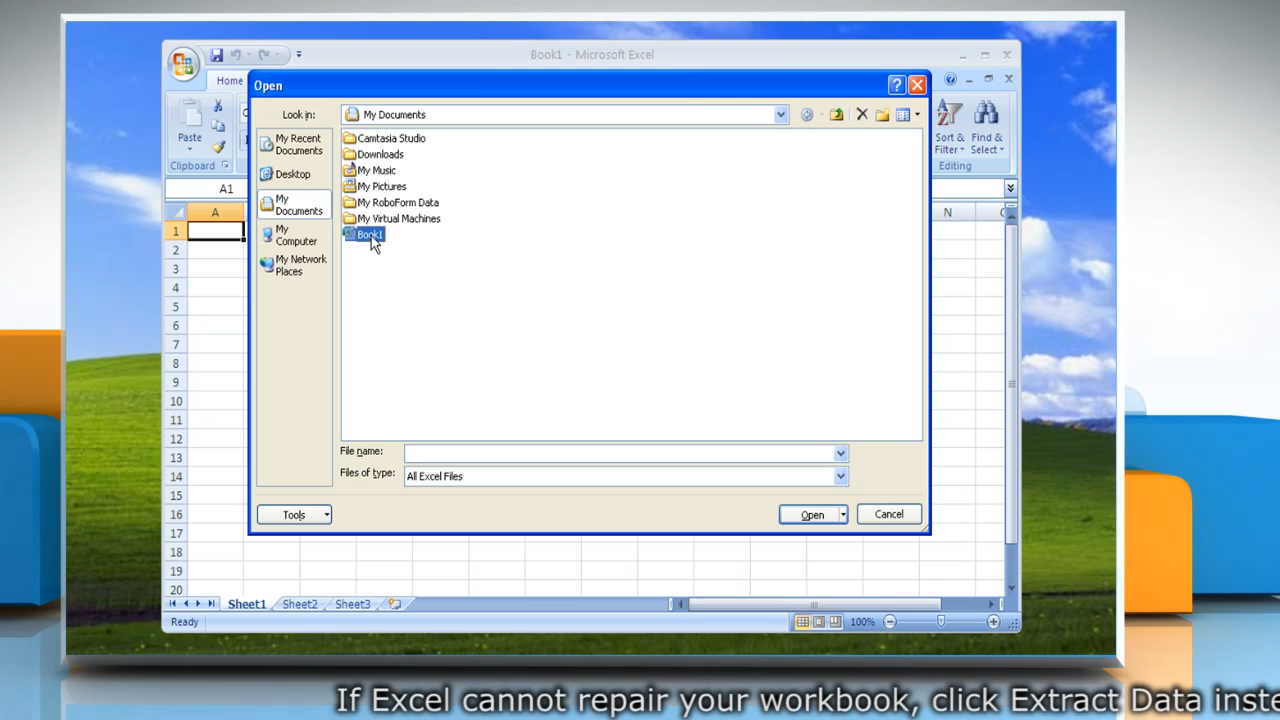 Book1 - Microsoft Excel
Home
Open
Look in:
My Documents
Paste
Clipboard
My Recent
Documents
Desktop
My
Documents
My
Computer
My Network
Places
Camtasia Studio
Downloads
My Music
My Pictures
My RoboForm Data
My Virtual Machines
Book1
Sort &
Filter
Find &
Select
Editing
A1
A
N
1
2
3
4
5
6
7
8
9
10
11
12
13
14
15
16
17
18
19
20
File name:
Files of type:
All Excel Files
Tools
Open
Cancel
Sheet1
Sheet2
Sheet3
Ready
100%
If Excel cannot repair your workbook, click Extract Data inste